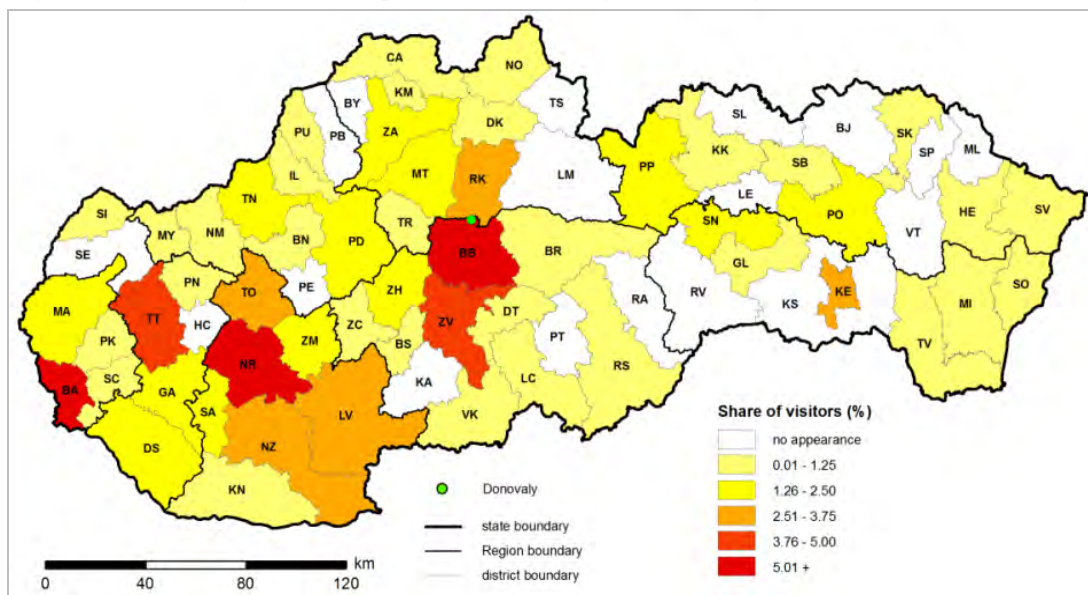 CA
NO
KM
BY
TS
PB
PU
ZA
DK
SL
BJ
SK
ML
SP
KK
SB
IL
MT
RK
LM
PP
LE
TN
SI
MY
NM
BN
PD
TR
SN
PO
HE
SV
VT
SE
BB
BR
GL
PN
PE
TO
ZH
MA
TT
HC
ZC
BS
ZV
DT
PT
RA
RV
KS
KE
MI
SO
PK
NR
ZM
TV
SC
BA
GA
SA
LV
KA
LC
RS
VK
DS
NZ
KN
Share of visitors (%)
no appearance
0.01 - 1.25
1.26 - 2.50
2.51 - 3.75
3.76 - 5.00
5.01 +
Donovaly
state boundary
Region boundary
district boundary
km
0 40 80 120